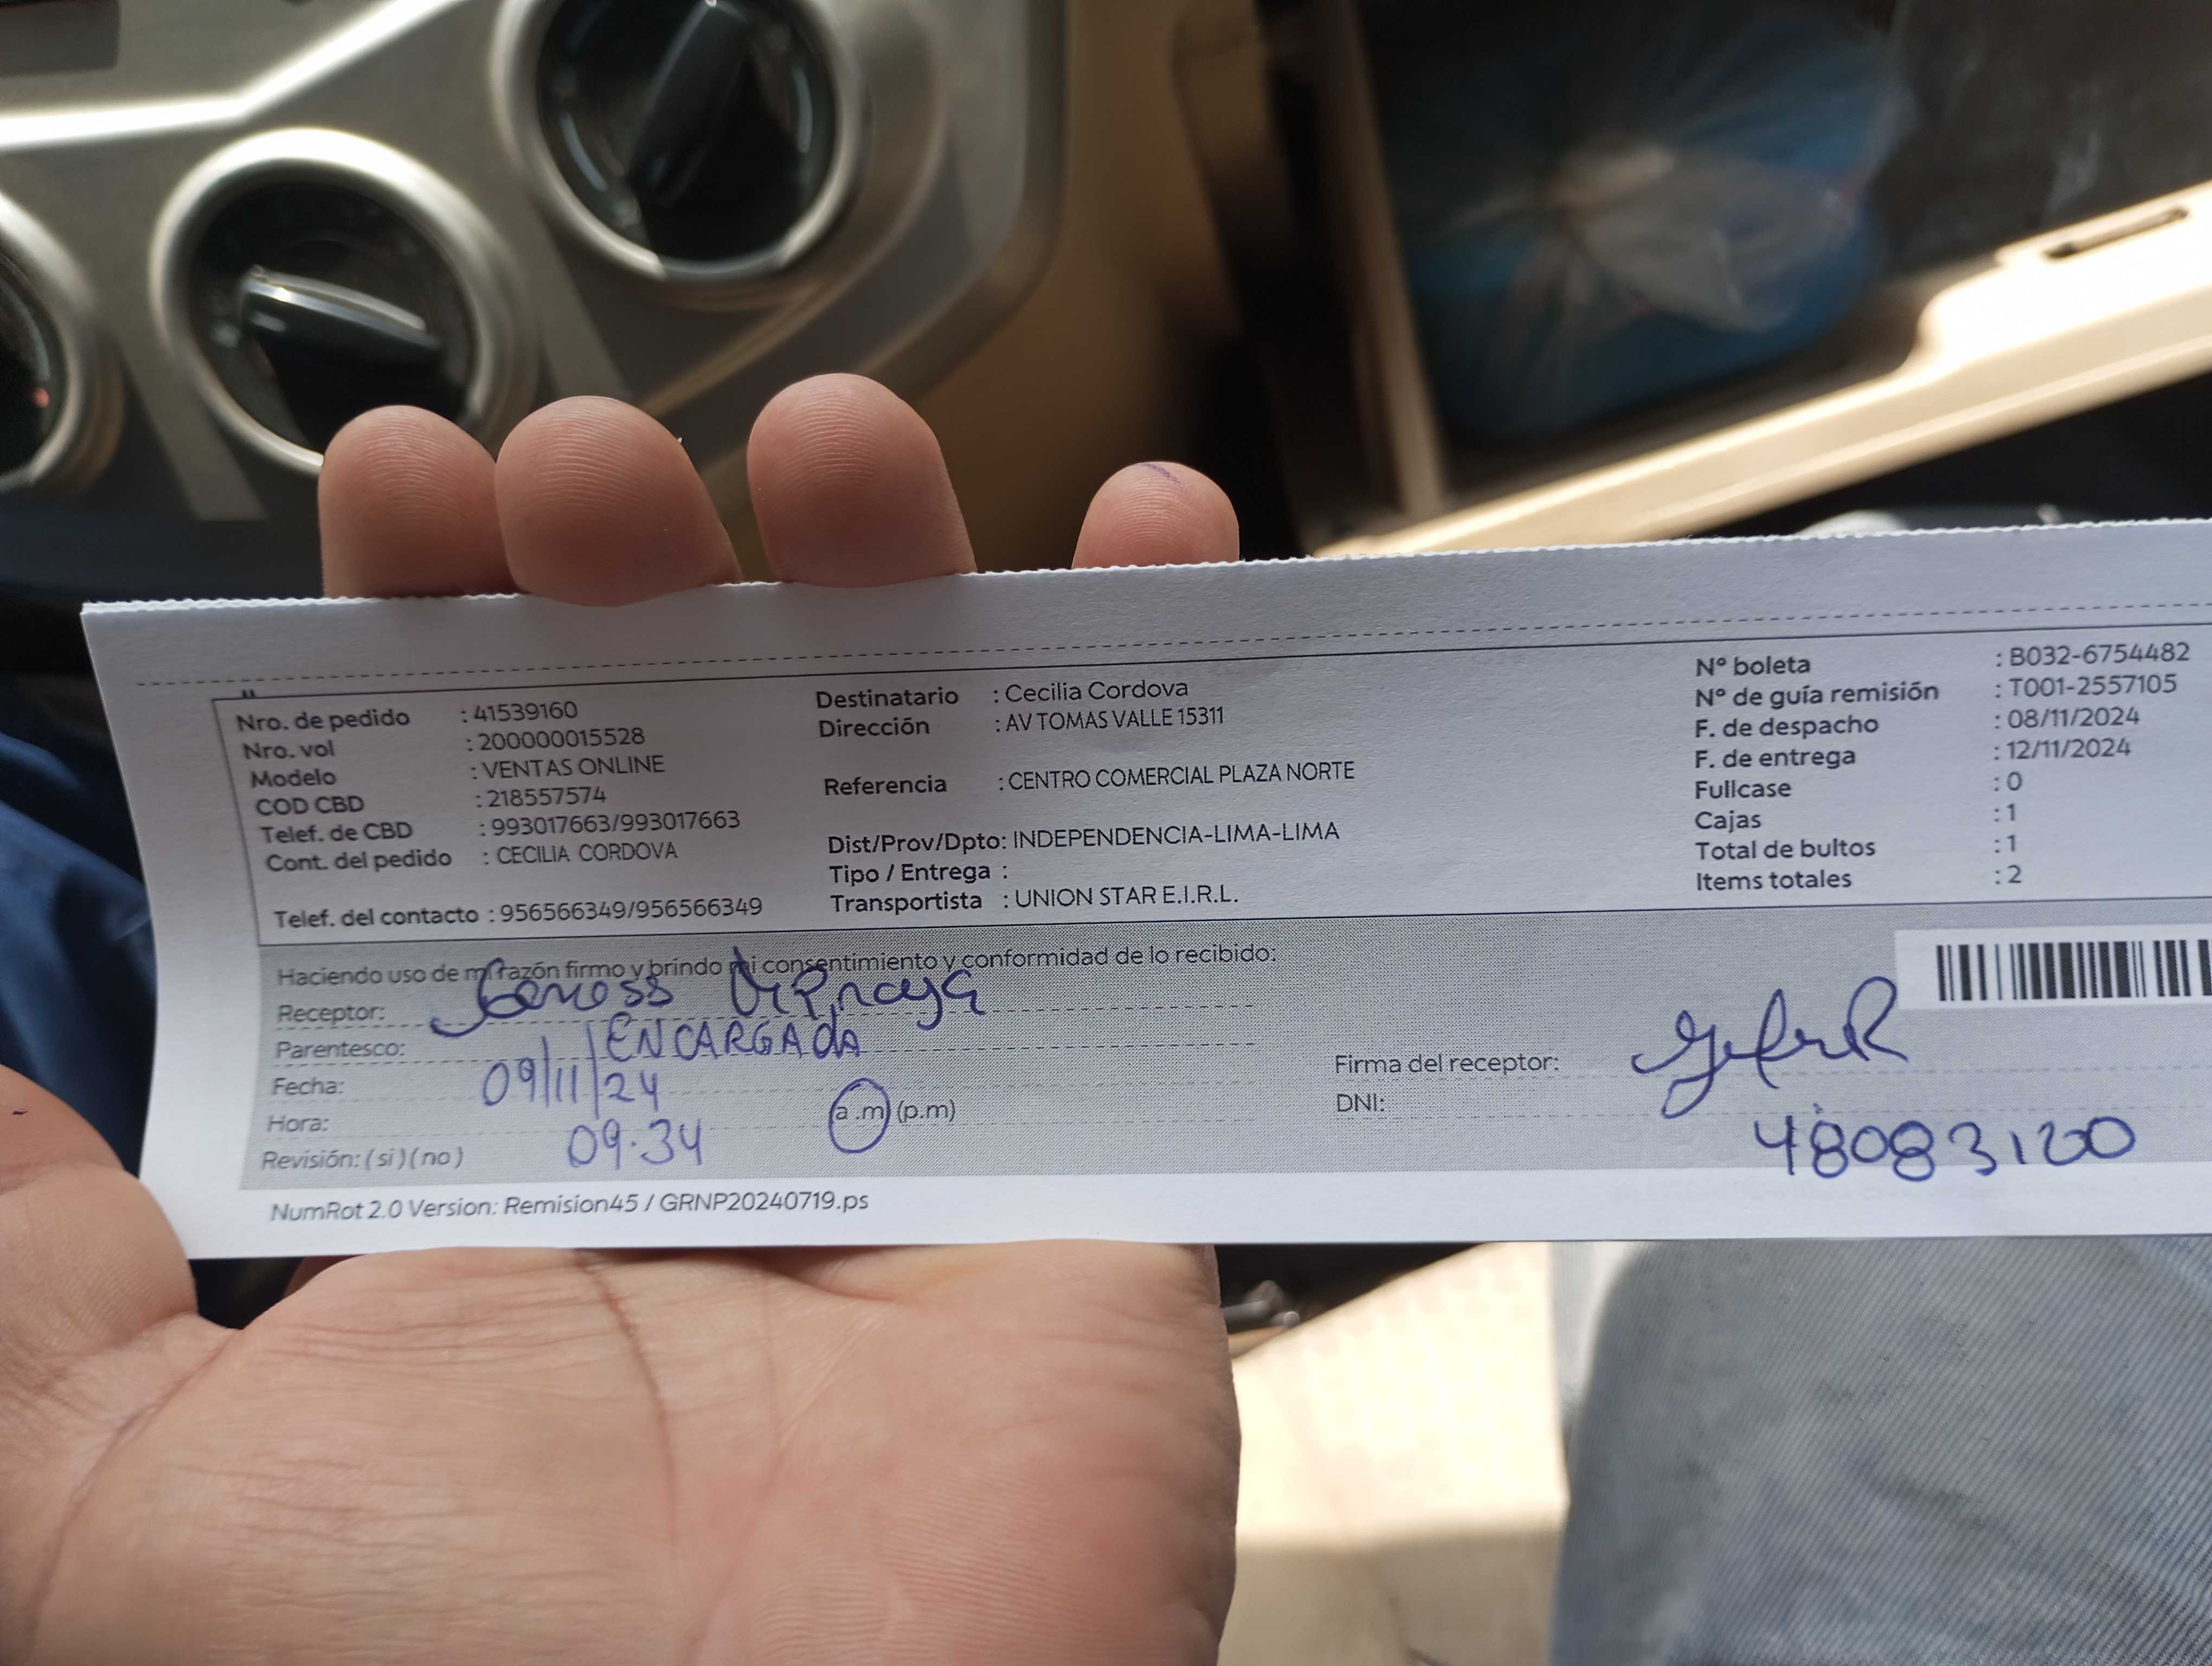 Nro. de pedido : 41539160
Nro. vol : 200000015528
Modelo : VENTAS ONLINE
COD CBD : 218557574
Telef. de CBD : 993017663/993017663
Cont. del pedido : CECILIA CORDOVA
Telef. del contacto : 956566349/956566349
Destinatario : Cecilia Cordova
Dirección : AV TOMAS VALLE 15311
Referencia : CENTRO COMERCIAL PLAZA NORTE
Dist/Prov/Dpto: INDEPENDENCIA-LIMA-LIMA
Tipo / Entrega :
Transportista : UNION STAR E.I.R.L.
Nº boleta : B032-6754482
Nº de guía remisión : T001-2557105
F. de despacho : 08/11/2024
F. de entrega : 12/11/2024
Fullcase : 0
Cajas : 1
Total de bultos : 1
Items totales : 2
Haciendo uso de mi razón firmo y brindo mi consentimiento y conformidad de lo recibido:
Receptor:
Parentesco: ENCARGADA
Fecha: 09/11/24
Hora: 09:34 (a.m) (p.m)
Revisión: (si) (no)
Firma del receptor:
DNI: 48083120
NumRot 2.0 Version: Remision45 / GRNP20240719.ps